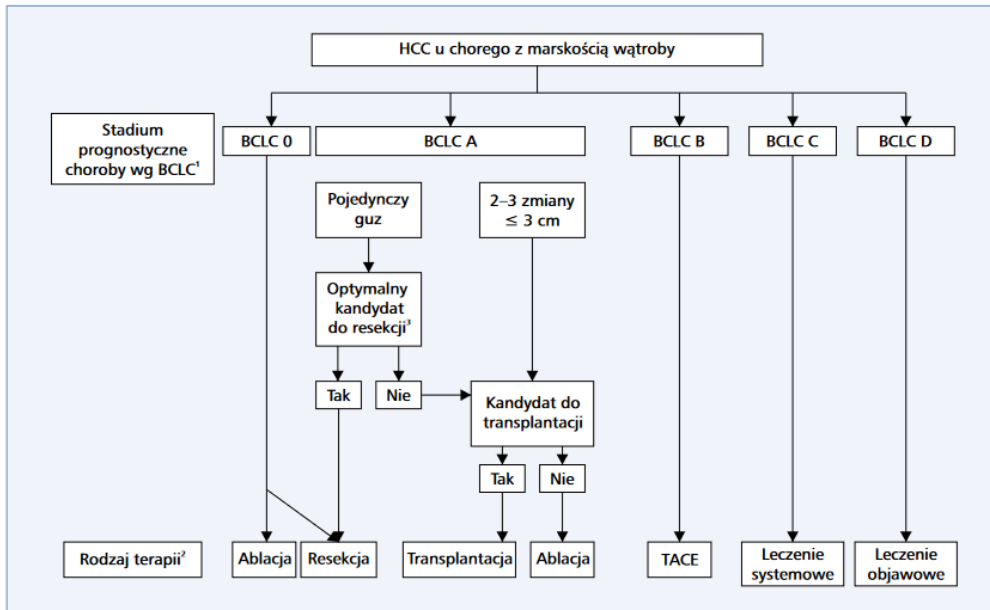 HCC u chorego z marskością wątroby
Stadium
prognostyczne
choroby wg BCLC¹
BCLC 0
BCLC A
BCLC B
BCLC C
BCLC D
Pojedynczy
guz
2–3 zmiany
≤ 3 cm
Optymalny
kandydat
do resekcji³
Tak
Nie
Kandydat do
transplantacji
Tak
Nie
Rodzaj terapii²
Ablacja
Resekcja
Transplantacja
Ablacja
TACE
Leczenie
systemowe
Leczenie
objawowe